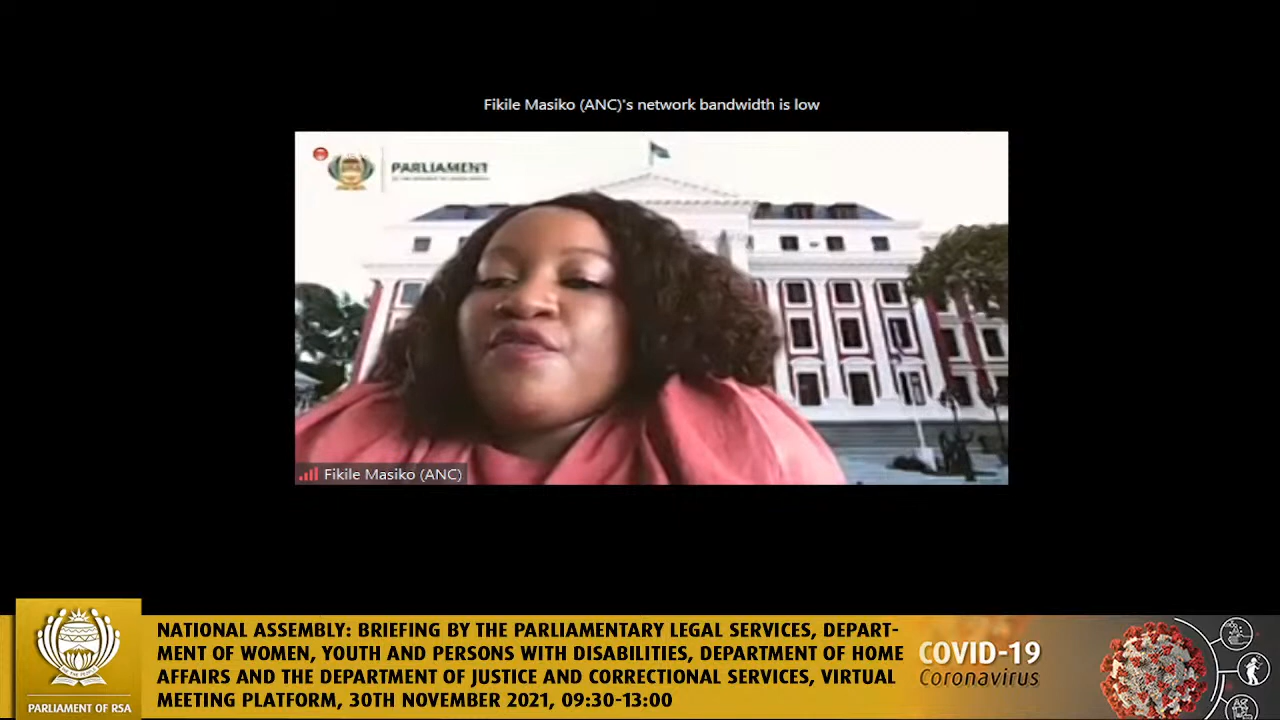 Fikile Masiko (ANC)'s network bandwidth is low
PARLIAMENT
Fikile Masiko (ANC)
NATIONAL ASSEMBLY: BRIEFING BY THE PARLIAMENTARY LEGAL SERVICES, DEPART-
MENT OF WOMEN, YOUTH AND PERSONS WITH DISABILITIES, DEPARTMENT OF HOME
AFFAIRS AND THE DEPARTMENT OF JUSTICE AND CORRECTIONAL SERVICES, VIRTUAL
MEETING PLATFORM, 30TH NOVEMBER 2021, 09:30-13:00
PARLIAMENT OF RSA
COVID-19
Coronavirus